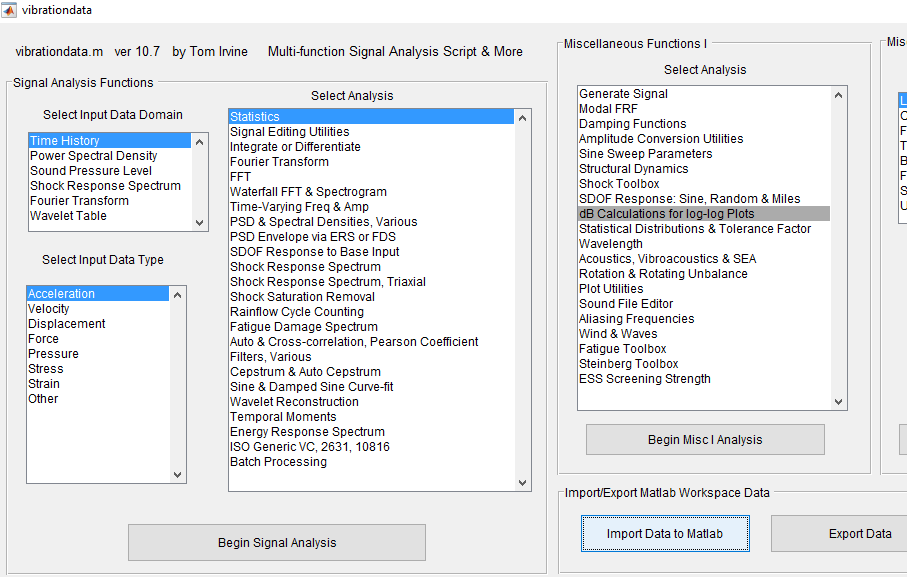 vibrationdata
vibrationdata.m ver 10.7 by Tom Irvine Multi-function Signal Analysis Script & More
Signal Analysis Functions
Select Input Data Domain
Time History
Power Spectral Density
Sound Pressure Level
Shock Response Spectrum
Fourier Transform
Wavelet Table
Select Input Data Type
Acceleration
Velocity
Displacement
Force
Pressure
Stress
Strain
Other
Select Analysis
Statistics
Signal Editing Utilities
Integrate or Differentiate
Fourier Transform
FFT
Waterfall FFT & Spectrogram
Time-Varying Freq & Amp
PSD & Spectral Densities, Various
PSD Envelope via ERS or FDS
SDOF Response to Base Input
Shock Response Spectrum
Shock Response Spectrum, Triaxial
Shock Saturation Removal
Rainflow Cycle Counting
Fatigue Damage Spectrum
Auto & Cross-correlation, Pearson Coefficient
Filters, Various
Cepstrum & Auto Cepstrum
Sine & Damped Sine Curve-fit
Wavelet Reconstruction
Temporal Moments
Energy Response Spectrum
ISO Generic VC, 2631, 10816
Batch Processing
Begin Signal Analysis
Miscellaneous Functions I
Select Analysis
Generate Signal
Modal FRF
Damping Functions
Amplitude Conversion Utilities
Sine Sweep Parameters
Structural Dynamics
Shock Toolbox
SDOF Response: Sine, Random & Miles
dB Calculations for log-log Plots
Statistical Distributions & Tolerance Factor
Wavelength
Acoustics, Vibroacoustics & SEA
Rotation & Rotating Unbalance
Plot Utilities
Sound File Editor
Aliasing Frequencies
Wind & Waves
Fatigue Toolbox
Steinberg Toolbox
ESS Screening Strength
Begin Misc I Analysis
Import/Export Matlab Workspace Data
Import Data to Matlab
Export Data